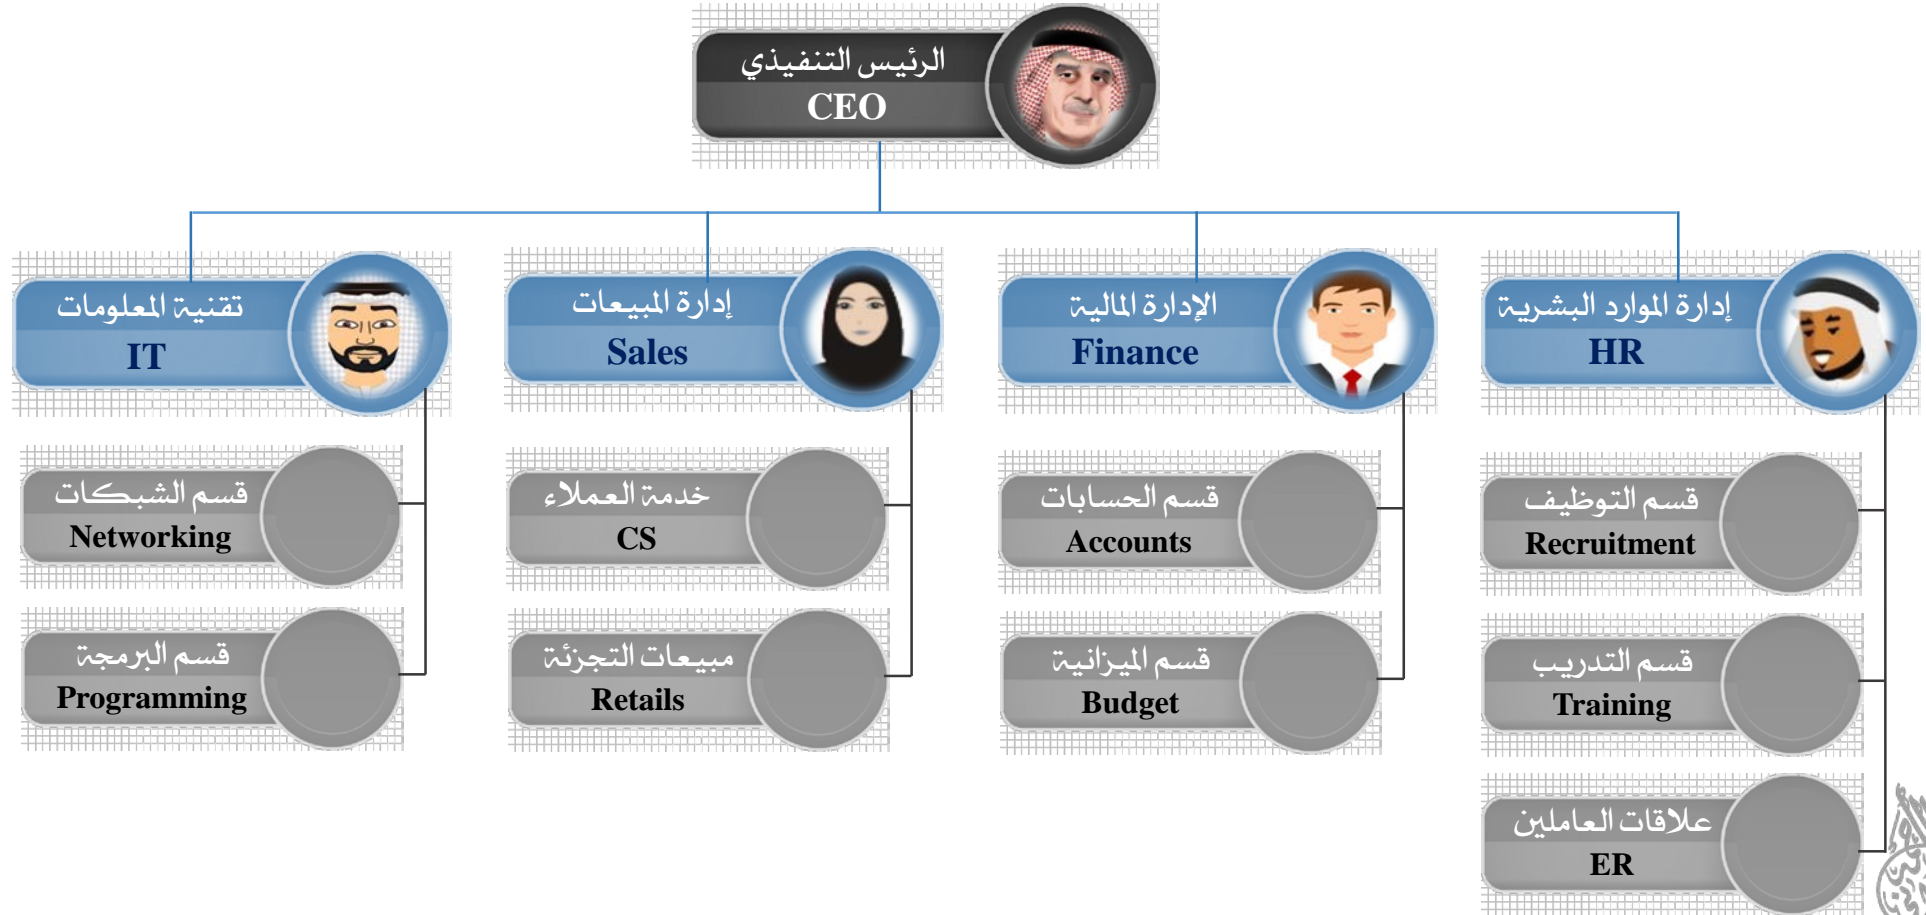 الرئيس التنفيذي
CEO
إدارة الموارد البشرية
HR
الإدارة المالية
Finance
إدارة المبيعات
Sales
تقنية المعلومات
IT
قسم التوظيف
Recruitment
قسم الحسابات
Accounts
خدمة العملاء
CS
قسم الشبكات
Networking
قسم التدريب
Training
قسم الميزانية
Budget
مبيعات التجزئة
Retails
قسم البرمجة
Programming
علاقات العاملين
ER